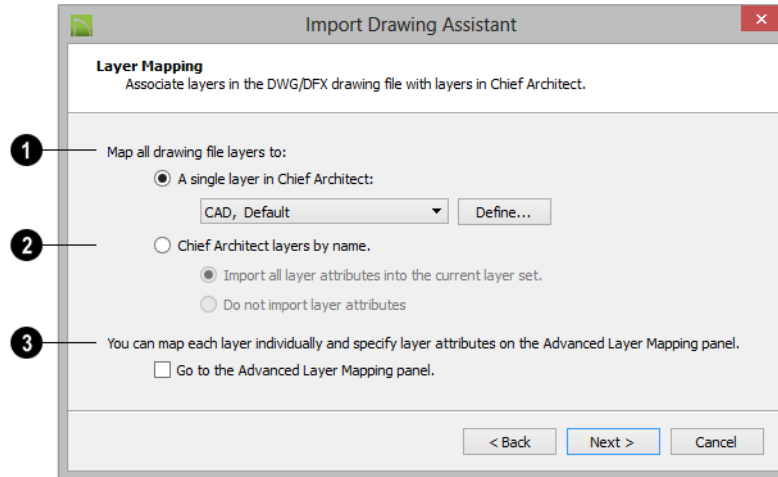 Import Drawing Assistant
Layer Mapping
Associate layers in the DWG/DFX drawing file with layers in Chief Architect.
1 Map all drawing file layers to:
A single layer in Chief Architect:
CAD, Default Define...
2 Chief Architect layers by name.
Import all layer attributes into the current layer set.
Do not import layer attributes
3 You can map each layer individually and specify layer attributes on the Advanced Layer Mapping panel.
Go to the Advanced Layer Mapping panel.
< Back Next > Cancel